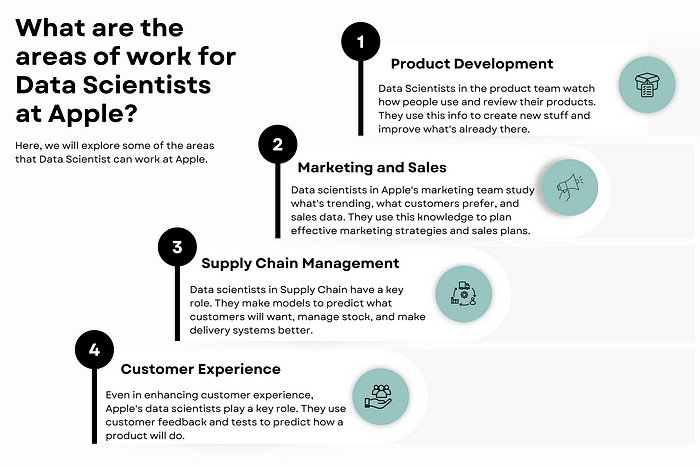 What are the
areas of work for
Data Scientists
at Apple?
Here, we will explore some of the areas
that Data Scientist can work at Apple.
1
Product Development
Data Scientists in the product team watch
how people use and review their products.
They use this info to create new stuff and
improve what's already there.
2
Marketing and Sales
Data scientists in Apple's marketing team study
what's trending, what customers prefer, and
sales data. They use this knowledge to plan
effective marketing strategies and sales plans.
3
Supply Chain Management
Data scientists in Supply Chain have a key
role. They make models to predict what
customers will want, manage stock, and make
delivery systems better.
4
Customer Experience
Even in enhancing customer experience,
Apple's data scientists play a key role. They use
customer feedback and tests to predict how a
product will do.